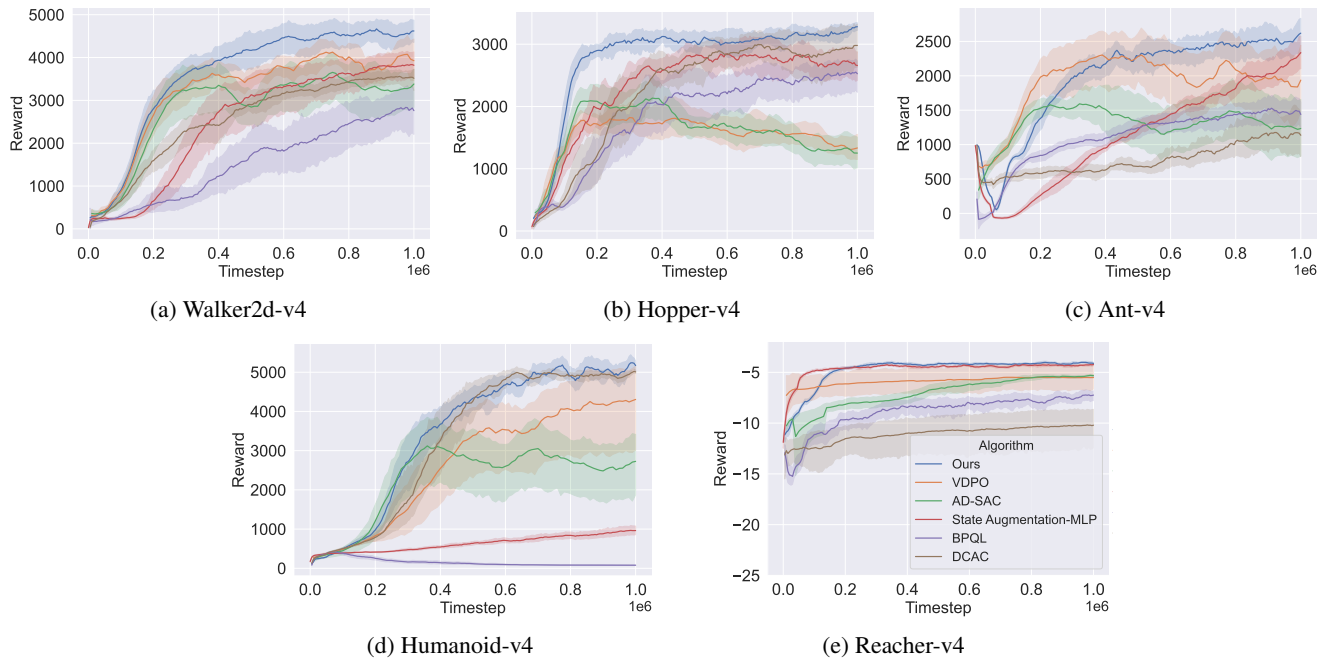 5000
4000
3000
2000
1000
0
Reward
0.0 0.2 0.4 0.6 0.8 1.0
Timestep 1e6
(a) Walker2d-v4
3000
2000
1000
0
Reward
0.0 0.2 0.4 0.6 0.8 1.0
Timestep 1e6
(b) Hopper-v4
2500
2000
1500
1000
500
0
Reward
0.0 0.2 0.4 0.6 0.8 1.0
Timestep 1e6
(c) Ant-v4
5000
4000
3000
2000
1000
0
Reward
0.0 0.2 0.4 0.6 0.8 1.0
Timestep 1e6
(d) Humanoid-v4
−5
−10
−15
−20
−25
Reward
Algorithm
Ours
VDPO
AD-SAC
State Augmentation-MLP
BPQL
DCAC
0.0 0.2 0.4 0.6 0.8 1.0
Timestep 1e6
(e) Reacher-v4